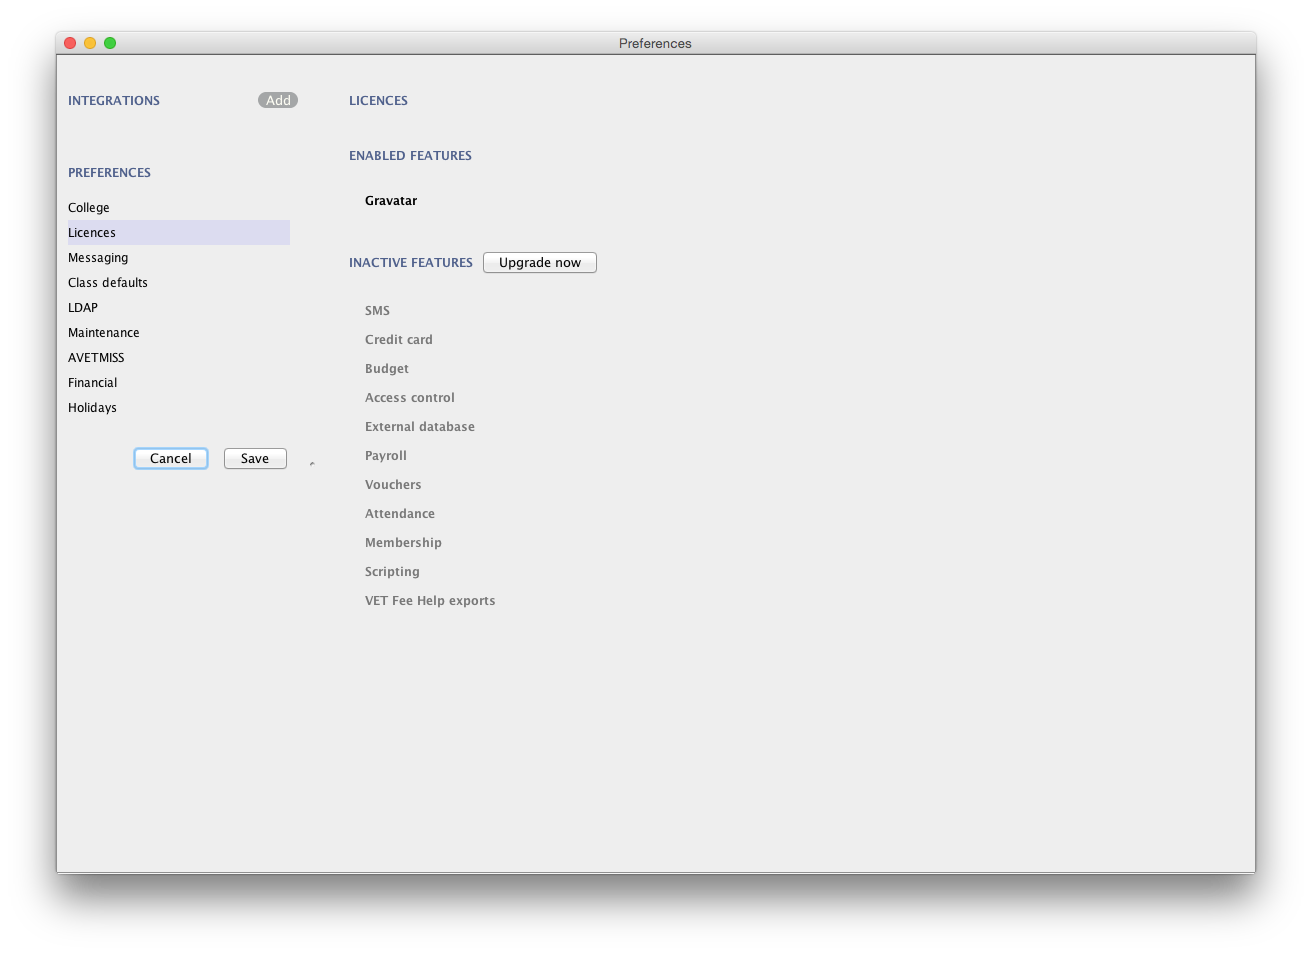 Preferences
INTEGRATIONS Add
PREFERENCES
College
Licences
Messaging
Class defaults
LDAP
Maintenance
AVETMISS
Financial
Holidays
Cancel Save
LICENCES
ENABLED FEATURES
Gravatar
INACTIVE FEATURES Upgrade now
SMS
Credit card
Budget
Access control
External database
Payroll
Vouchers
Attendance
Membership
Scripting
VET Fee Help exports